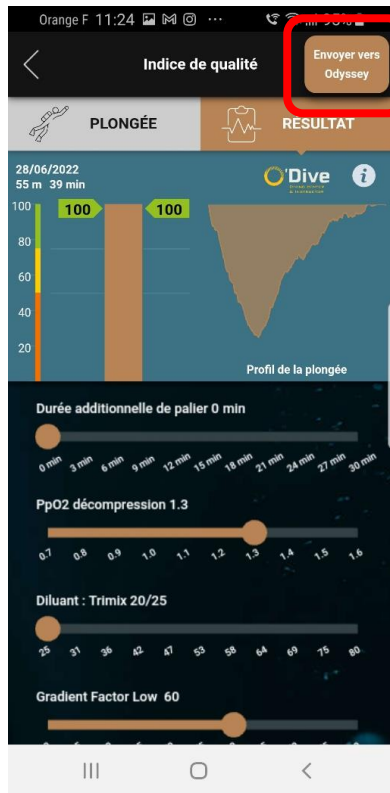 Orange F 11:24
Indice de qualité
Envoyer vers
Odyssey
PLONGÉE
RÉSULTAT
28/06/2022
55 m 39 min
O'Dive
100
100
100
80
60
40
20
Profil de la plongée
Durée additionnelle de palier 0 min
0 min 3 min 6 min 9 min 12 min 15 min 18 min 21 min 24 min 27 min 30 min
PpO2 décompression 1.3
0.7 0.8 0.9 1.0 1.1 1.2 1.3 1.4 1.5 1.6
Diluant : Trimix 20/25
25 31 36 42 47 53 58 64 69 75 80
Gradient Factor Low 60